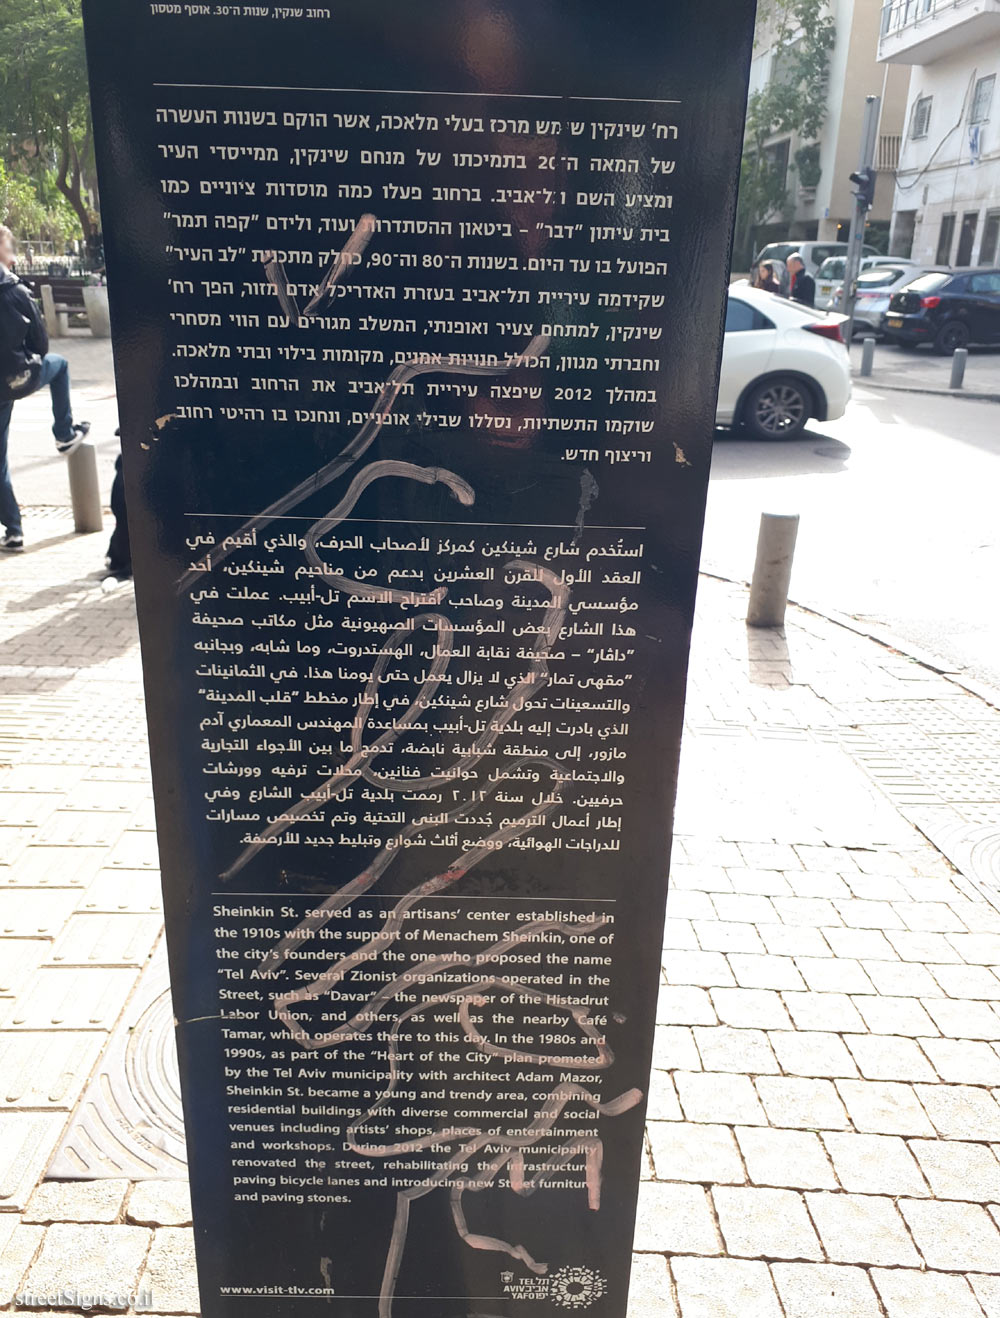 רחוב שנקין, שנות ה־30. אוסף מטסון
רח' שינקין שימש מרכז בעלי מלאכה, אשר הוקם בשנות העשרה
של המאה ה־20 בתמיכתו של מנחם שינקין, ממייסדי העיר
ומציע השם תל־אביב. ברחוב פעלו כמה מוסדות ציוניים כמו
בית עיתון "דבר" – ביטאון ההסתדרות ועוד, ולידם "קפה תמר"
הפועל בו עד היום. בשנות ה־80 וה־90, כחלק מתכנית "לב העיר"
שקידמה עיריית תל־אביב בעזרת האדריכל אדם מזור, הפך רח'
שינקין, למתחם צעיר ואופנתי, המשלב מגורים עם הווי מסחרי
וחברתי מגוון, הכולל חנויות אמנים, מקומות בילוי ובתי מלאכה.
במהלך 2012 שיפצה עיריית תל־אביב את הרחוב ובמהלכו
שוקמו התשתיות, נסללו שבילי אופניים, ונחנכו בו רהיטי רחוב
וריצוף חדש.
استُخدم شارع شينكين كمركز لأصحاب الحرف، والذي أقيم في
العقد الأول للقرن العشرين بدعم من مناحيم شينكين، أحد
مؤسسي المدينة وصاحب اقتراح الاسم تل-أبيب. عملت في
هذا الشارع بعض المؤسسات الصهيونية مثل مكاتب صحيفة
"داڤار" – صحيفة نقابة العمال، الهستدروت، وما شابه، وبجانبه
"مقهى تمار" الذي لا يزال يعمل حتى يومنا هذا. في الثمانينات
والتسعينات تحول شارع شينكين، في إطار مخطط "قلب المدينة"
الذي بادرت إليه بلدية تل-أبيب بمساعدة المهندس المعماري آدم
مازور، إلى منطقة شبابية نابضة، تدمج ما بين الأجواء التجارية
والاجتماعية وتشمل حوانيت فنانين، محلات ترفيه وورشات
حرفيين. خلال سنة ٢٠١٢ رممت بلدية تل-أبيب الشارع وفي
إطار أعمال الترميم جُددت البنى التحتية وتم تخصيص مسارات
للدراجات الهوائية، ووضع أثاث شوارع وتبليط جديد للأرصفة.
Sheinkin St. served as an artisans' center established in
the 1910s with the support of Menachem Sheinkin, one of
the city's founders and the one who proposed the name
"Tel Aviv". Several Zionist organizations operated in the
Street, such as "Davar" – the newspaper of the Histadrut
Labor Union, and others, as well as the nearby Café
Tamar, which operates there to this day. In the 1980s and
1990s, as part of the "Heart of the City" plan promoted
by the Tel Aviv municipality with architect Adam Mazor,
Sheinkin St. became a young and trendy area, combining
residential buildings with diverse commercial and social
venues including artists' shops, places of entertainment
and workshops. During 2012 the Tel Aviv municipality
renovated the street, rehabilitating the infrastructure,
paving bicycle lanes and introducing new Street furniture
and paving stones.
www.visit-tlv.com
TEL תל
AVIV אביב
YAFO יפו
streetSigns.co.il